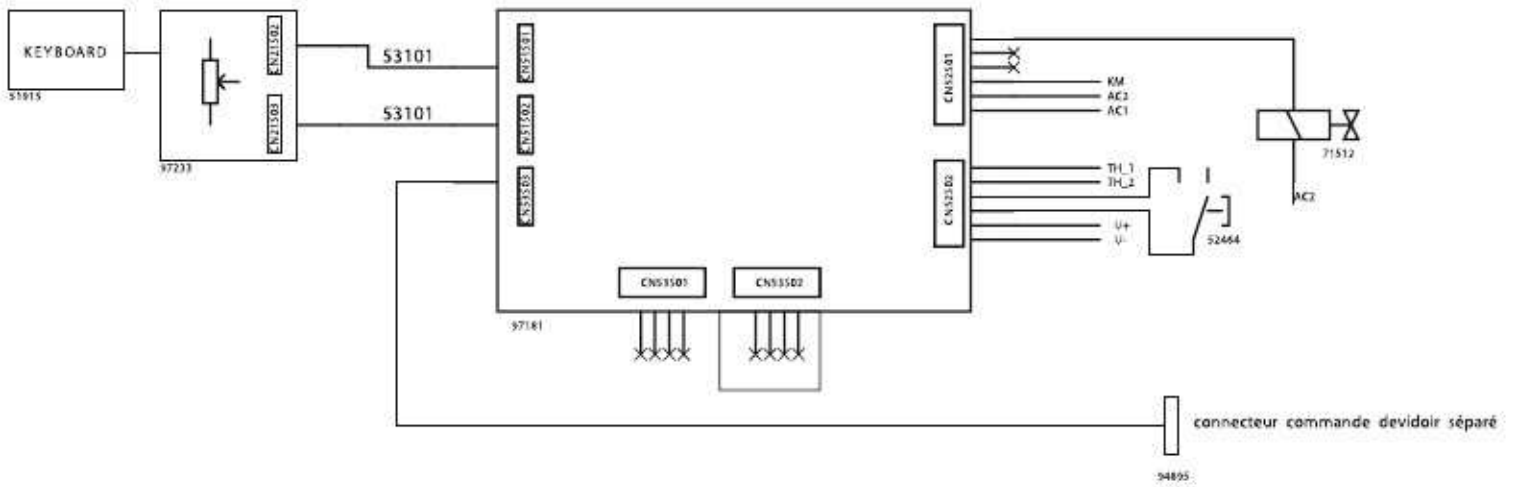 KEYBOARD
51915
CN21502
CN21503
97233
53101
53101
CN51501
CN51502
CN53503
CN52501
CN52502
CN53501
CN53502
97181
KM
AC2
AC1
TH_1
TH_2
U+
U-
52464
71512
AC2
connecteur commande devidoir séparé
94895